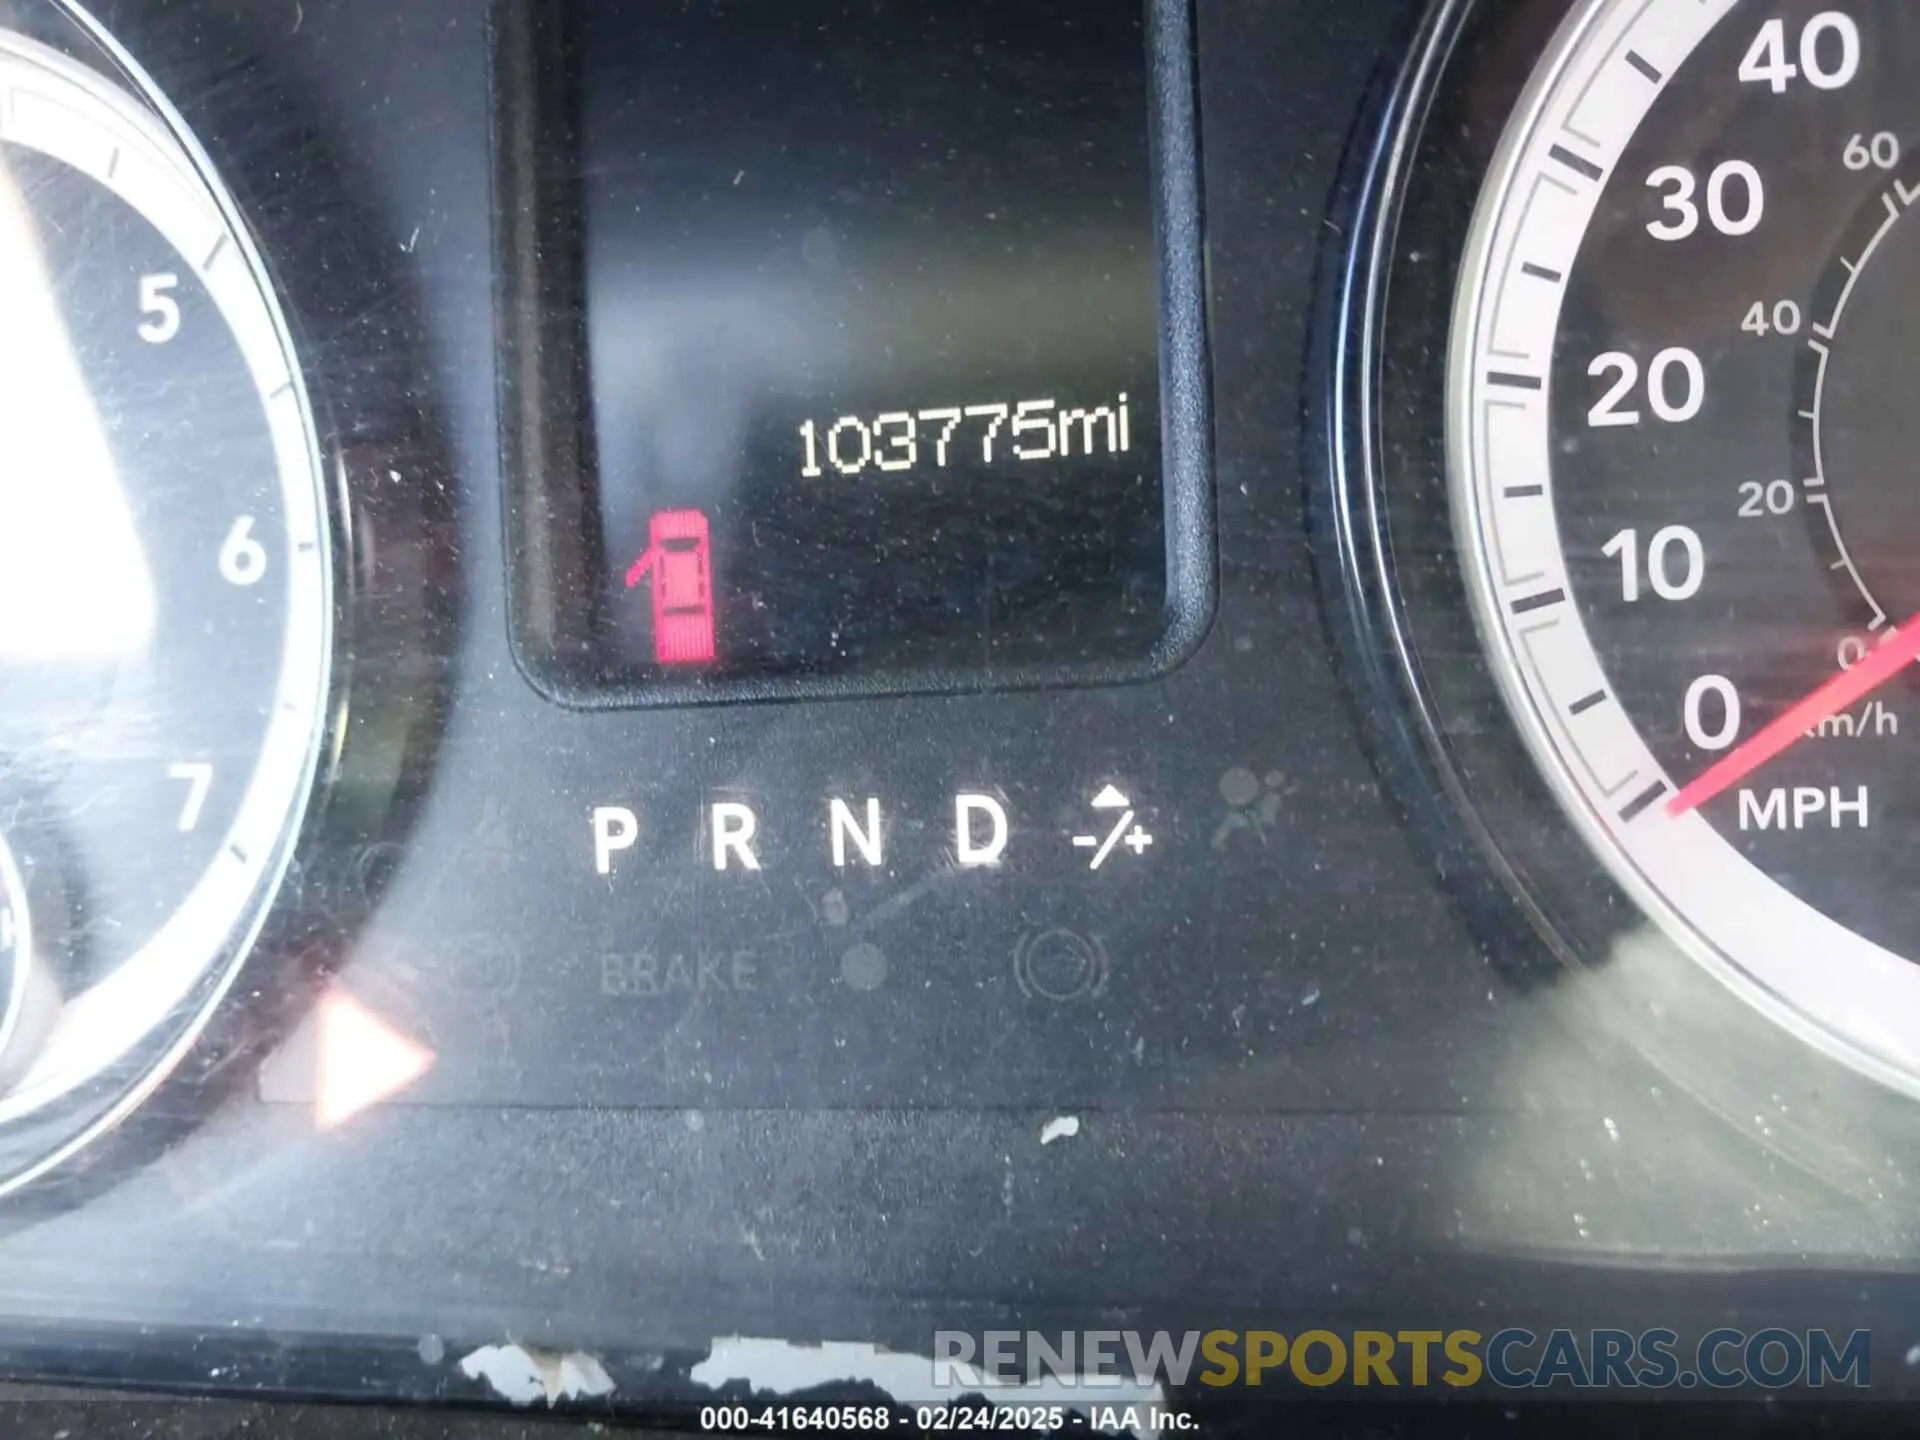 40
60
30
5
40
20
103775mi
20
6
10
0
0
km/h
7
MPH
P R N D -/+
BRAKE
RENEWSPORTSCARS.COM
000-41640568 - 02/24/2025 - IAA Inc.